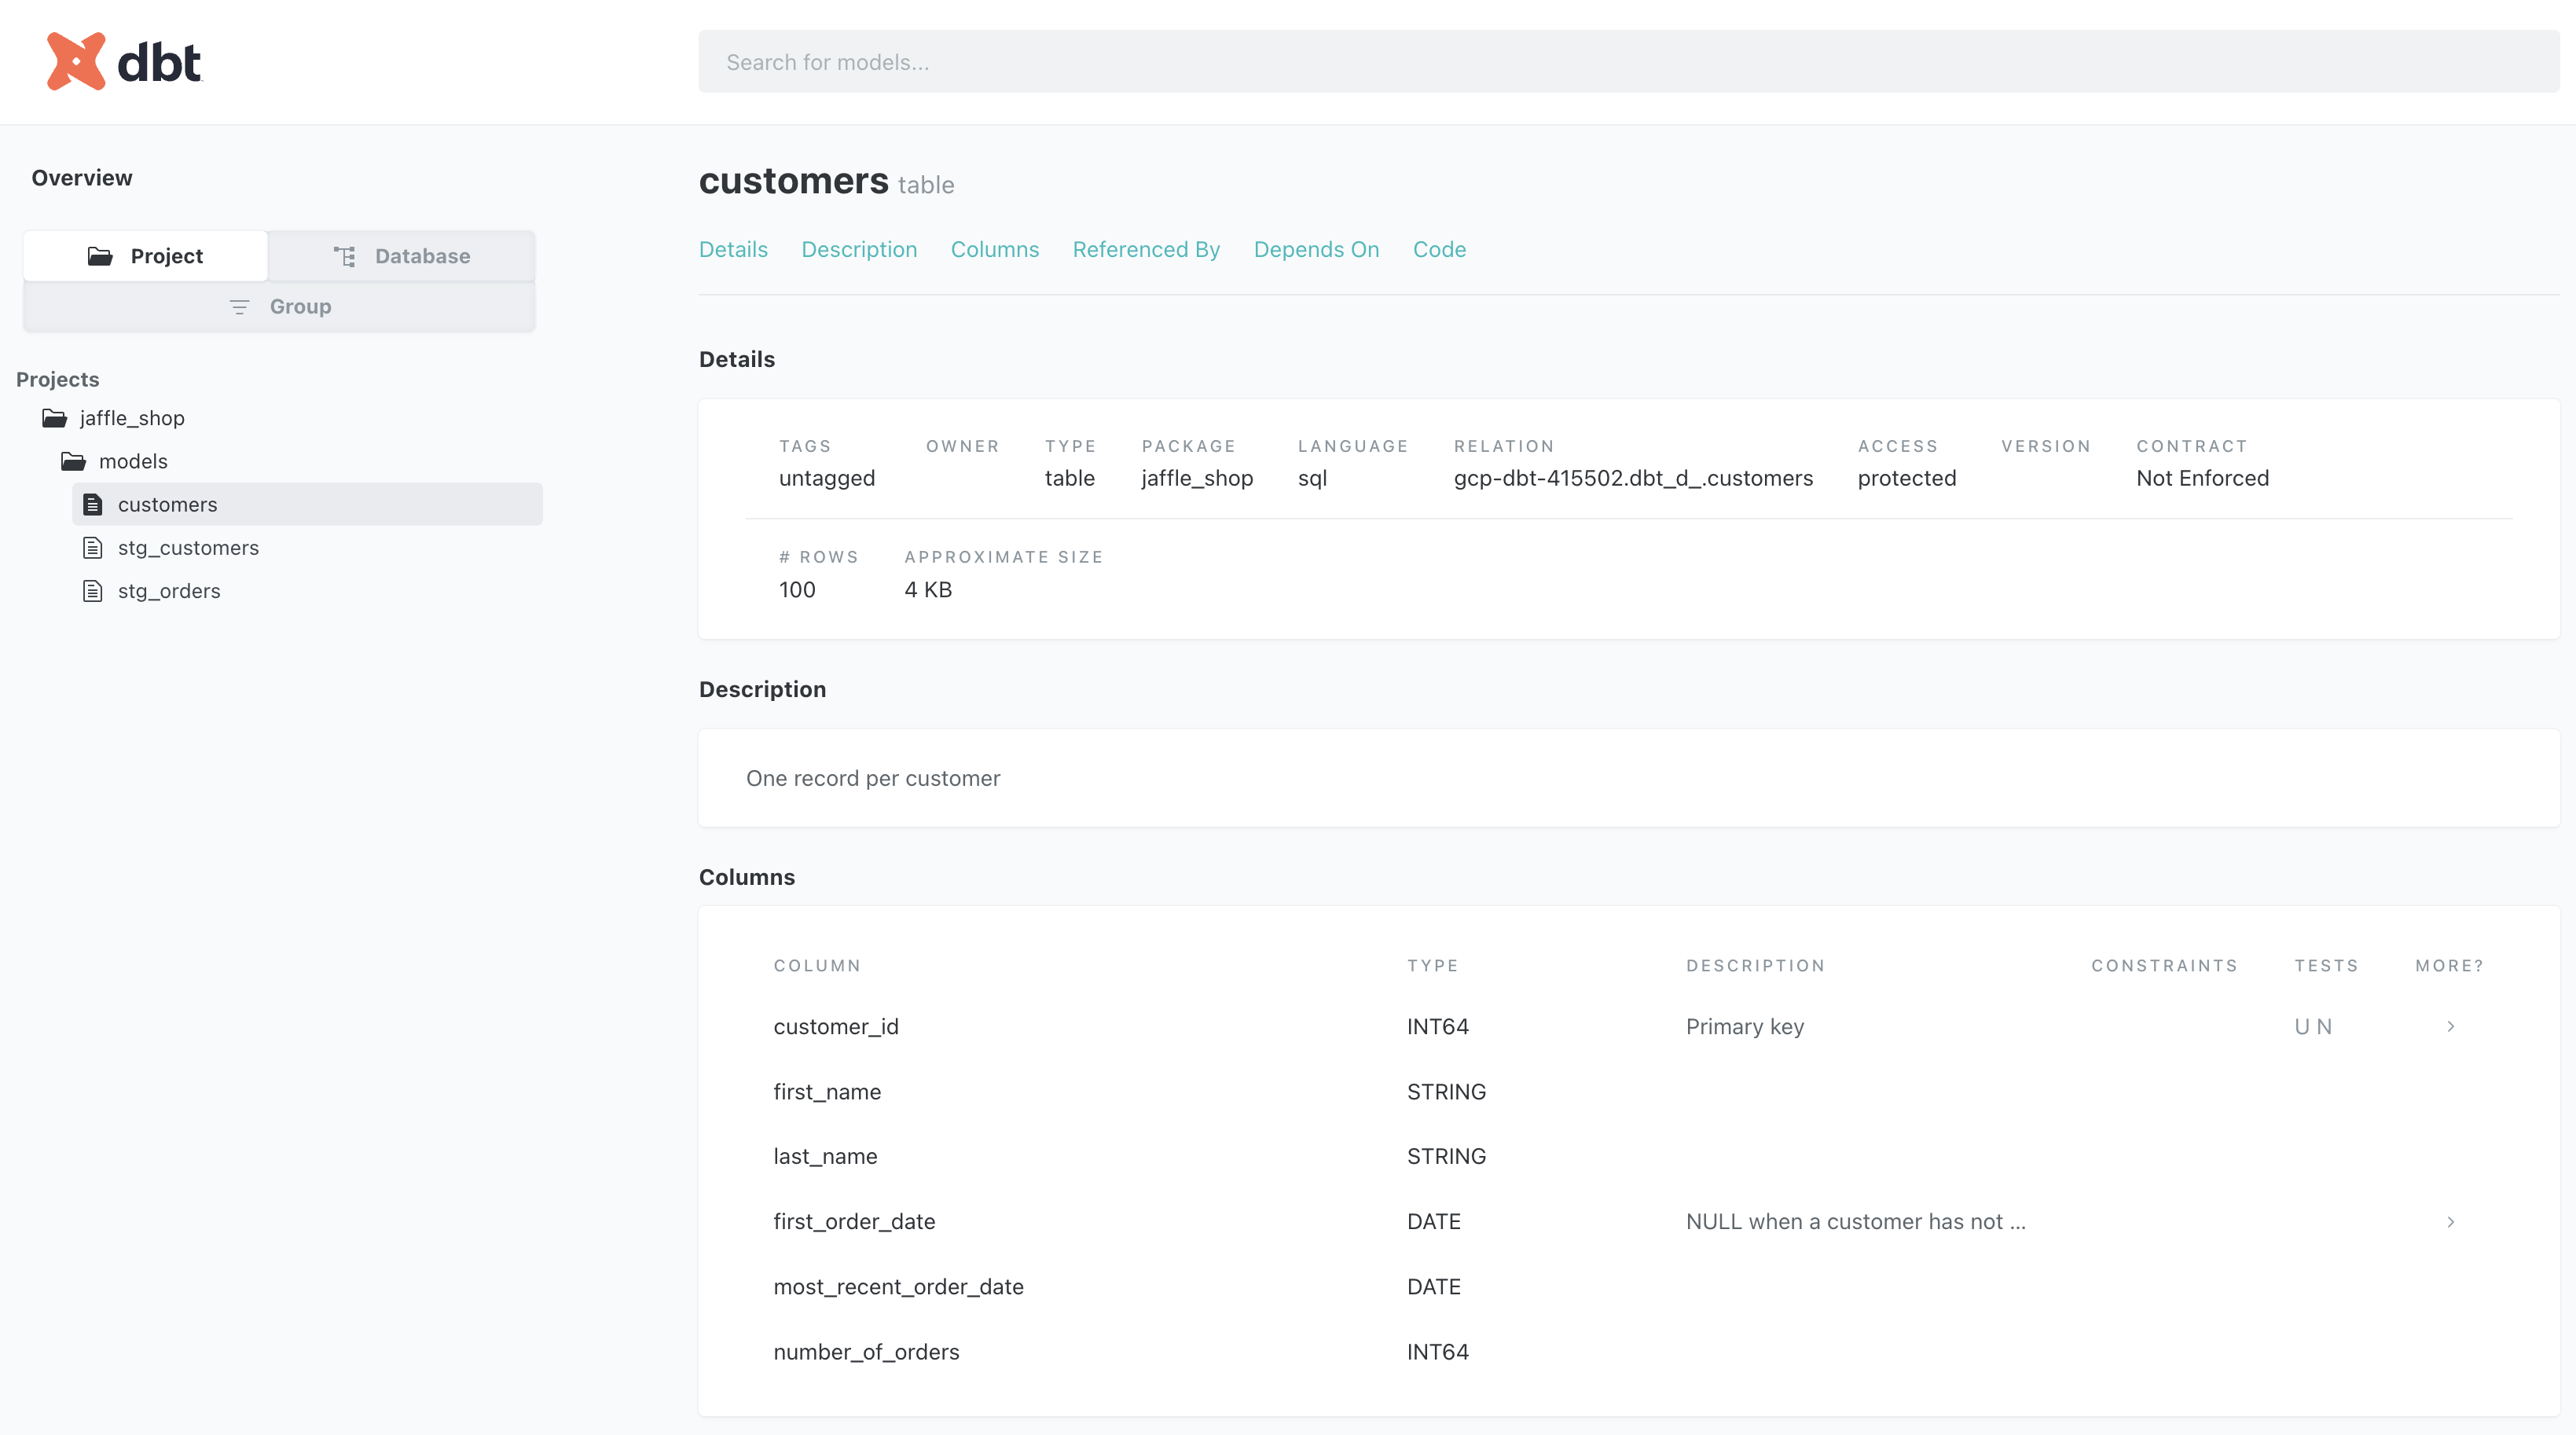 dbt
Search for models...
Overview
Project Database
Group
Projects
jaffle_shop
models
customers
stg_customers
stg_orders
customers table
Details Description Columns Referenced By Depends On Code
Details
TAGS OWNER TYPE PACKAGE LANGUAGE RELATION ACCESS VERSION CONTRACT
untagged table jaffle_shop sql gcp-dbt-415502.dbt_d_.customers protected Not Enforced
# ROWS APPROXIMATE SIZE
100 4 KB
Description
One record per customer
Columns
COLUMN TYPE DESCRIPTION CONSTRAINTS TESTS MORE?
customer_id INT64 Primary key U N
first_name STRING
last_name STRING
first_order_date DATE NULL when a customer has not ...
most_recent_order_date DATE
number_of_orders INT64